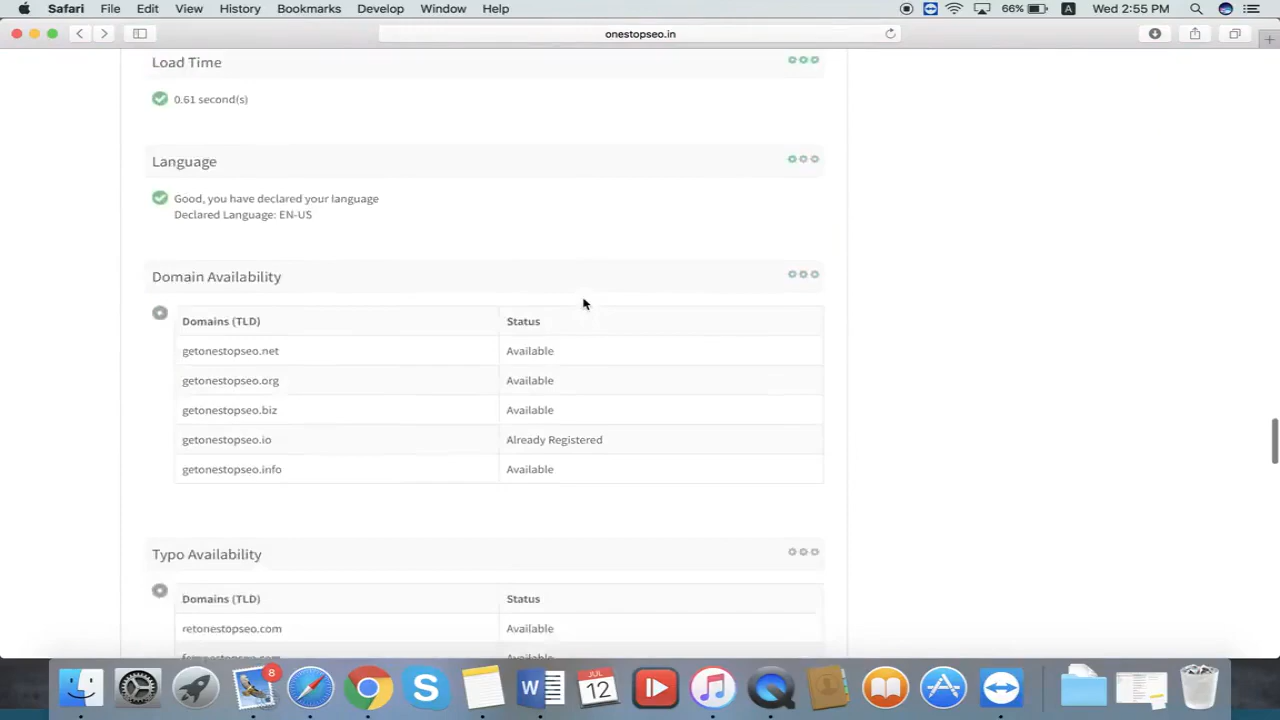 Safari File Edit View History Bookmarks Develop Window Help 66% A Wed 2:55 PM
onestopseo.in
Load Time
0.61 second(s)
Language
Good, you have declared your language
Declared Language: EN-US
Domain Availability
Domains (TLD) Status
getonestopseo.net Available
getonestopseo.org Available
getonestopseo.biz Available
getonestopseo.io Already Registered
getonestopseo.info Available
Typo Availability
Domains (TLD) Status
retonestopseo.com Available
Available
8
W
JUL
12